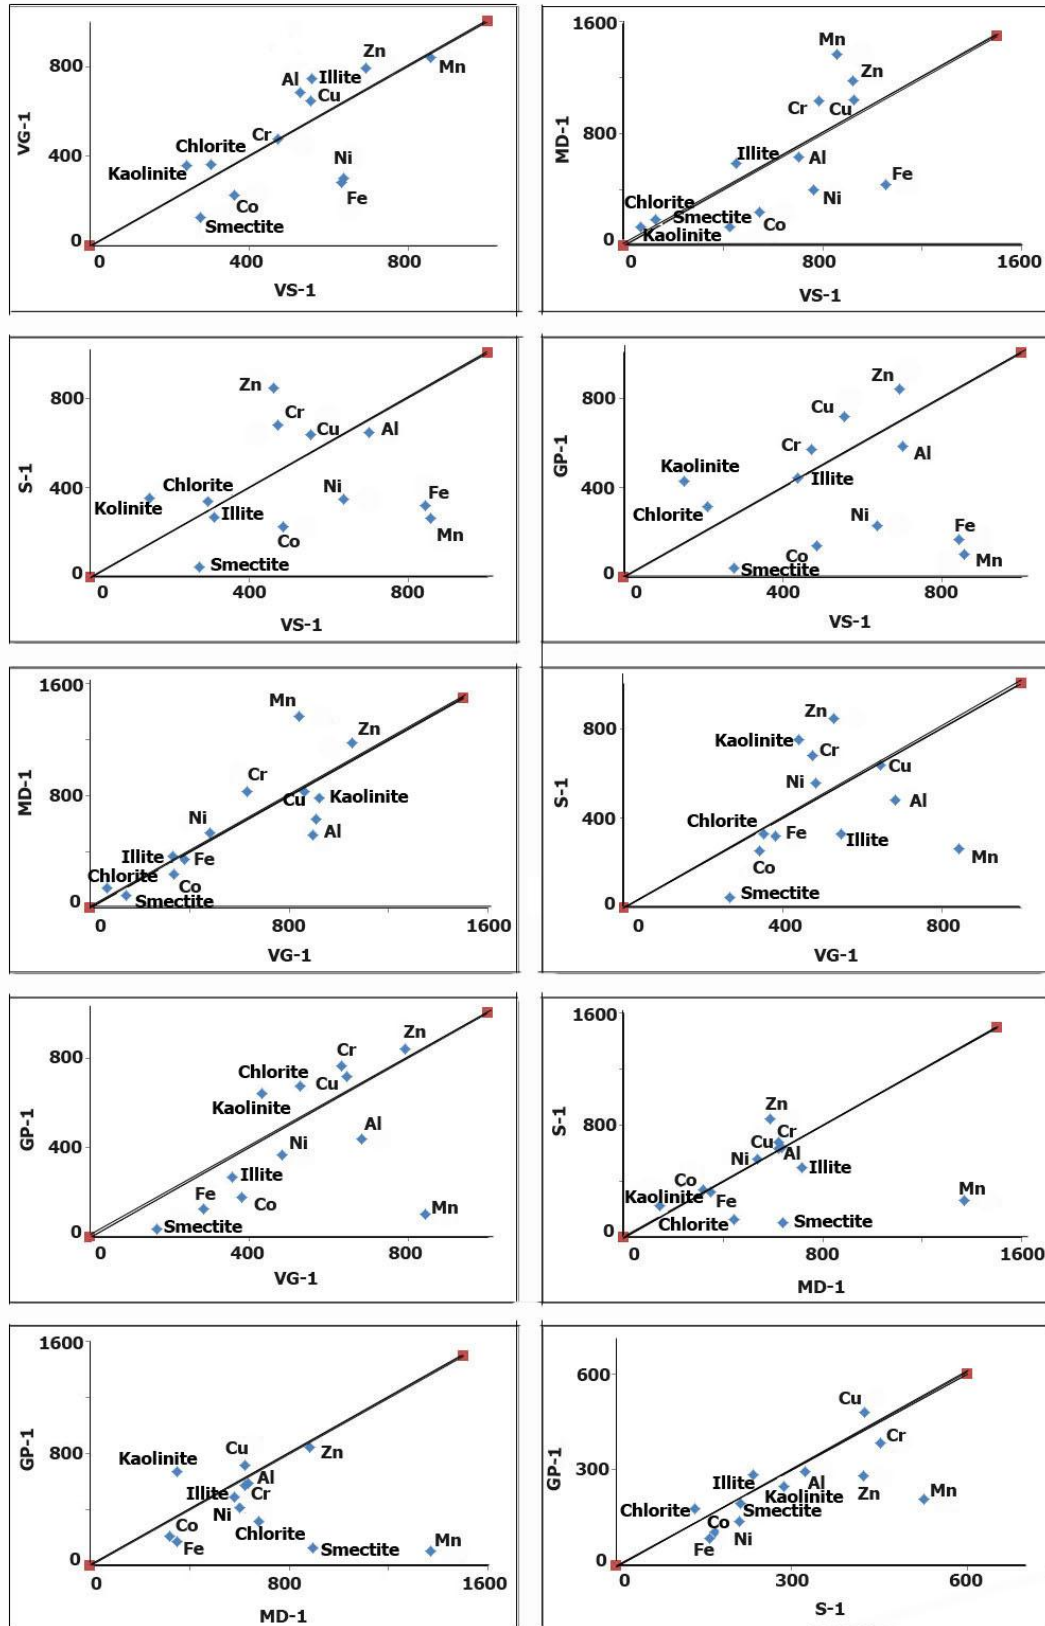 VG-1
800
400
0
Al
Illite
Zn
Mn
Cu
Cr
Chlorite
Kaolinite
Ni
Fe
Co
Smectite
0 400 800
VS-1
MD-1
1600
800
0
Mn
Zn
Cr
Cu
Illite
Al
Fe
Ni
Chlorite
Smectite
Co
Kaolinite
0 800 1600
VS-1
S-1
800
400
0
Zn
Cr
Cu
Al
Chlorite
Kolinite
Illite
Ni
Fe
Mn
Co
Smectite
0 400 800
VS-1
GP-1
800
400
0
Zn
Cu
Cr
Al
Kaolinite
Illite
Chlorite
Ni
Fe
Co
Mn
Smectite
0 400 800
VS-1
MD-1
1600
800
0
Mn
Zn
Cr
Cu
Kaolinite
Ni
Al
Illite
Fe
Chlorite
Co
Smectite
0 800 1600
VG-1
S-1
800
400
0
Zn
Kaolinite
Cr
Ni
Cu
Al
Chlorite
Fe
Illite
Co
Mn
Smectite
0 400 800
VG-1
GP-1
800
400
0
Zn
Cr
Chlorite
Cu
Kaolinite
Al
Ni
Illite
Fe
Co
Mn
Smectite
0 400 800
VG-1
S-1
1600
800
0
Zn
Cr
Cu
Al
Ni
Illite
Co
Kaolinite
Fe
Mn
Chlorite
Smectite
0 800 1600
MD-1
GP-1
1600
800
0
Cu
Zn
Kaolinite
Al
Illite
Cr
Ni
Co
Chlorite
Fe
Smectite
Mn
0 800 1600
MD-1
GP-1
600
300
0
Cu
Cr
Illite
Al
Kaolinite
Zn
Mn
Chlorite
Smectite
Co
Ni
Fe
0 300 600
S-1